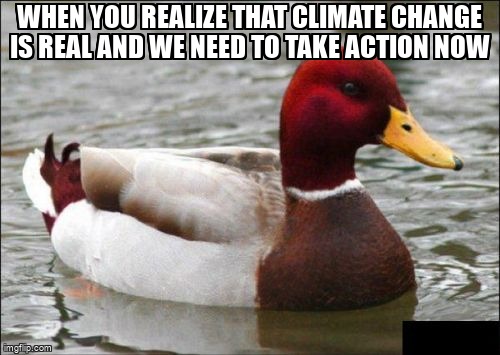 WHEN YOU REALIZE THAT CLIMATE CHANGE
IS REAL AND WE NEED TO TAKE ACTION NOW
imgflip.com